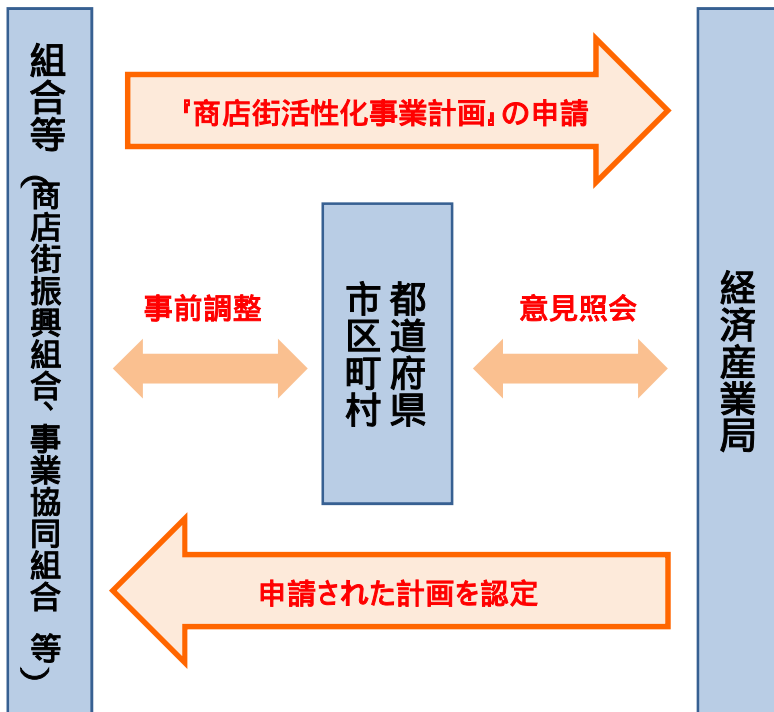 組合等(商店街振興組合、事業協同組合 等)
『商店街活性化事業計画』の申請
事前調整
都道府県
市区町村
意見照会
経済産業局
申請された計画を認定